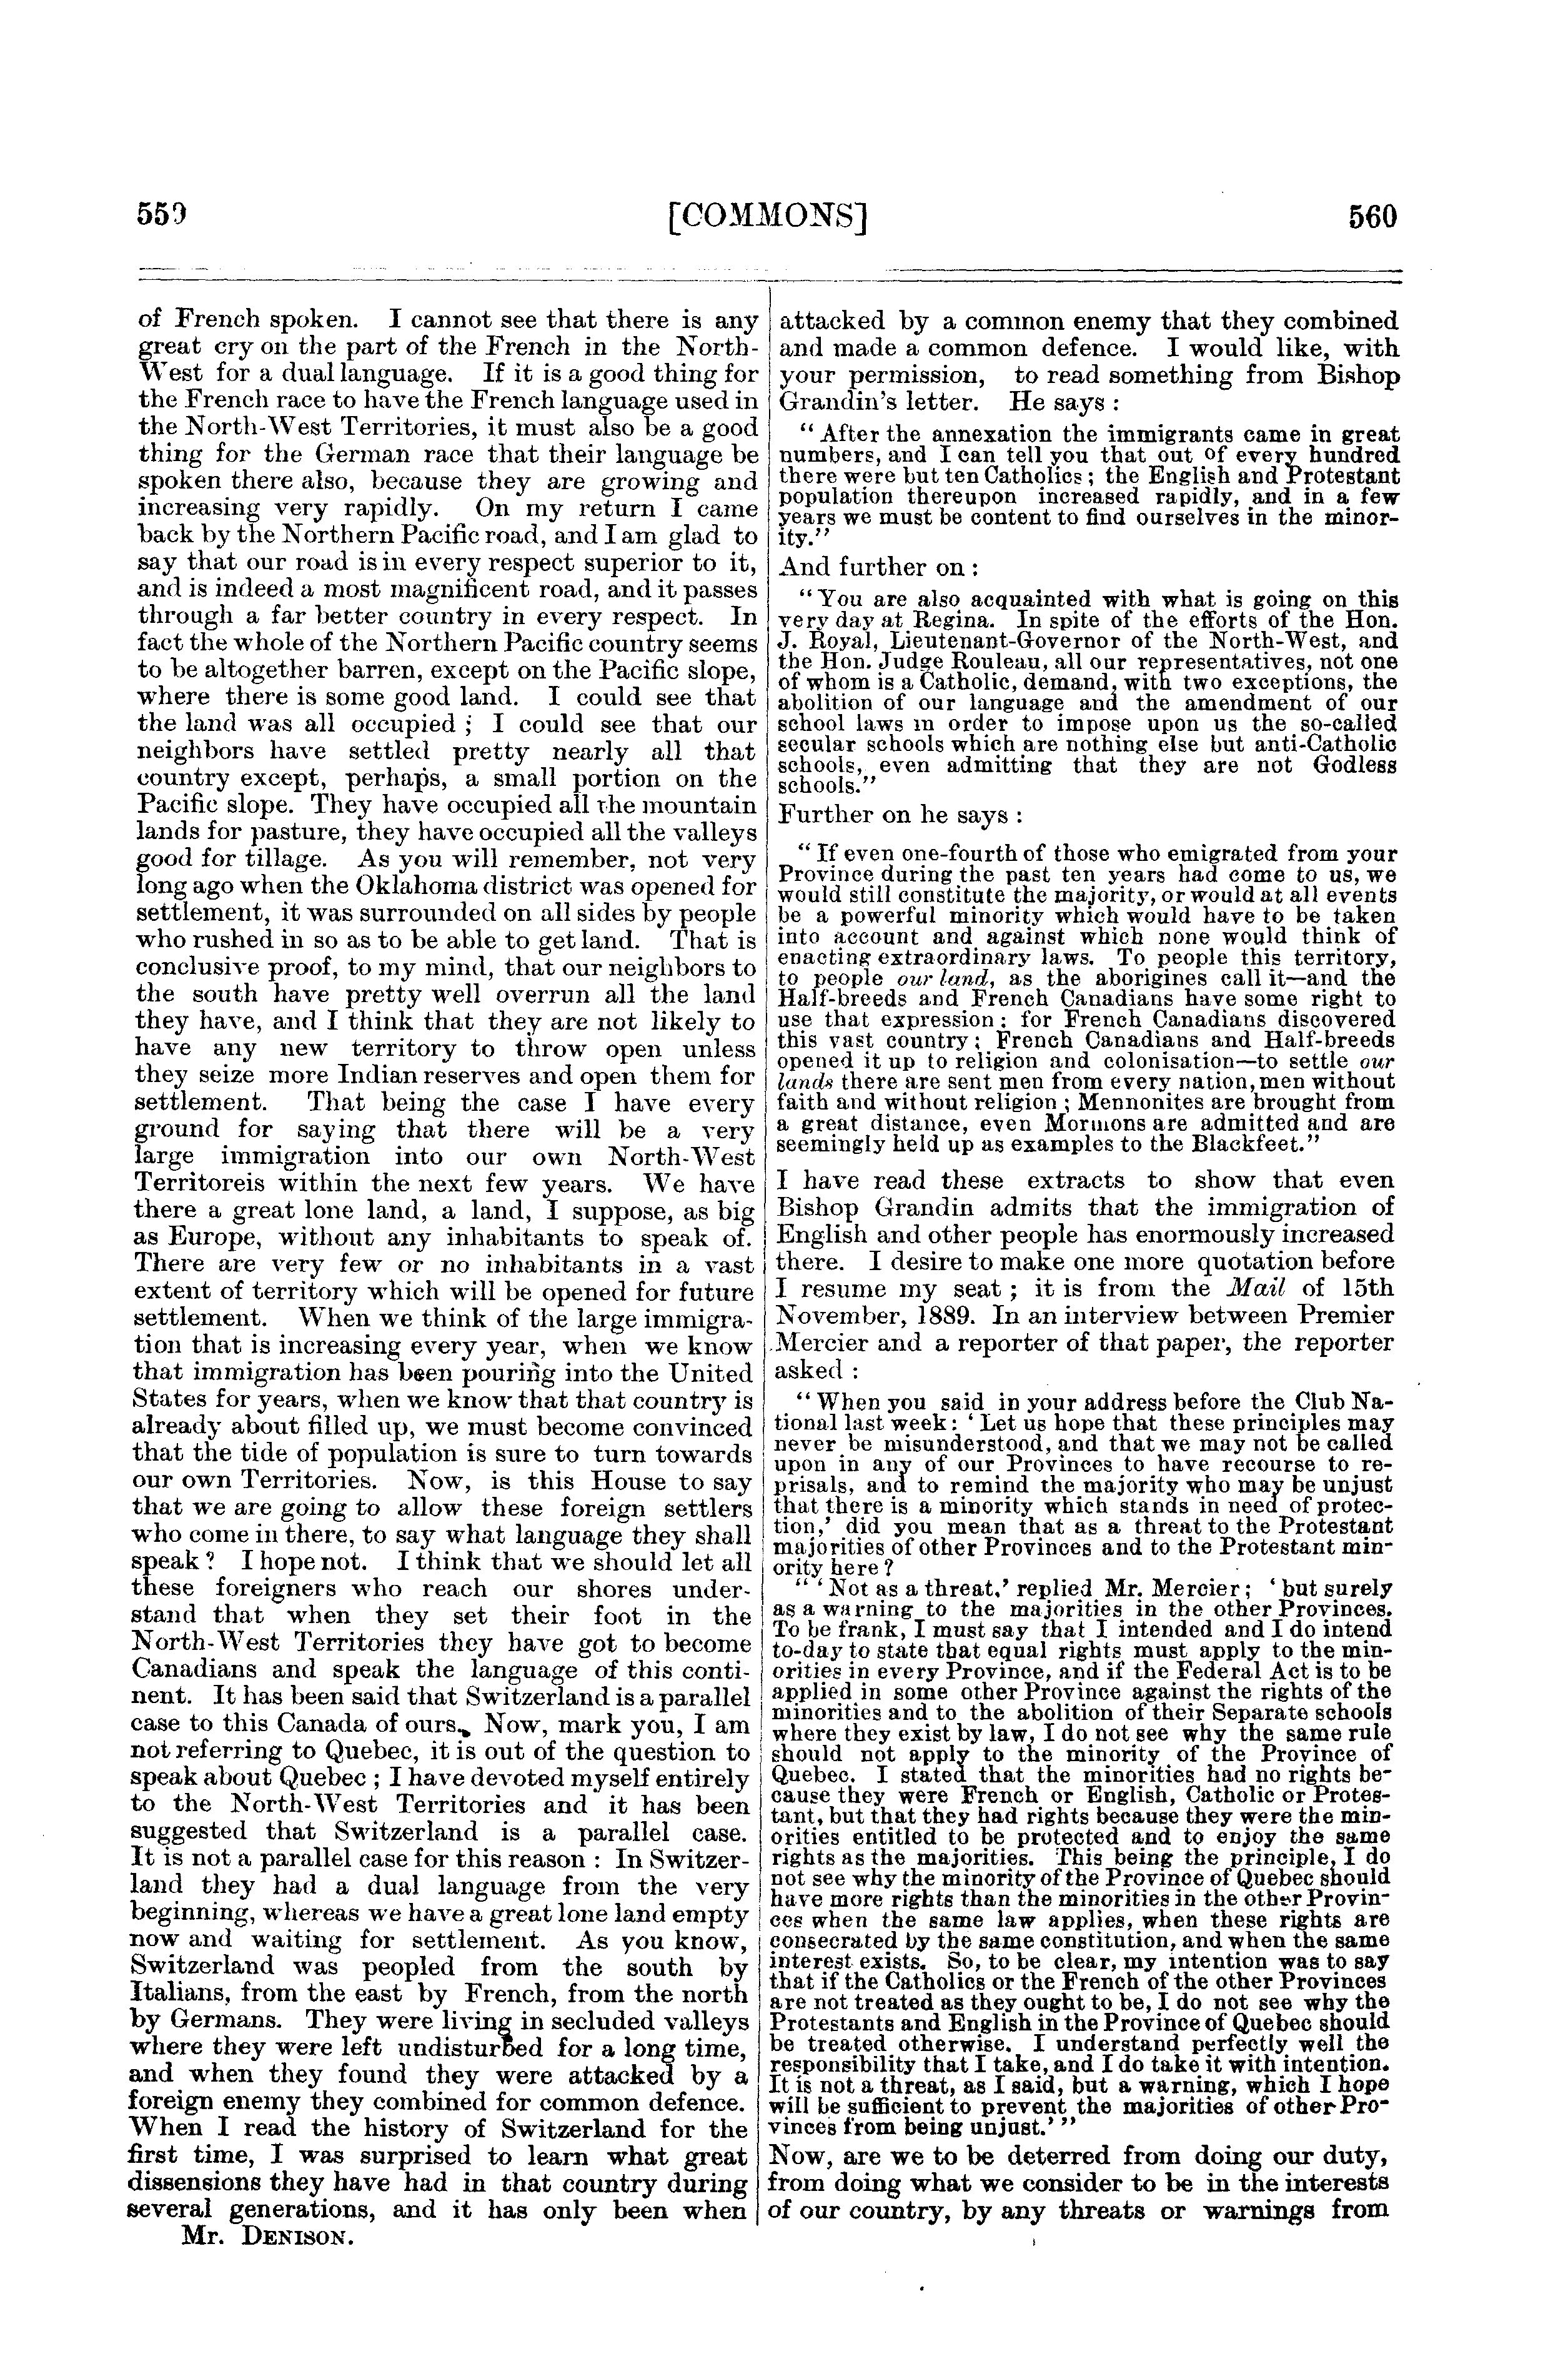 559
[COMMONS]
560
of French spoken. I cannot see that there is any
great cry on the part of the French in the North-
West for a dual language. If it is a good thing for
the French race to have the French language used in
the North-West Territories, it must also be a good
thing for the German race that their language be
spoken there also, because they are growing and
increasing very rapidly. On my return I came
back by the Northern Pacific road, and I am glad to
say that our road is in every respect superior to it,
and is indeed a most magnificent road, and it passes
through a far better country in every respect. In
fact the whole of the Northern Pacific country seems
to be altogether barren, except on the Pacific slope,
where there is some good land. I could see that
the land was all occupied ; I could see that our
neighbors have settled pretty nearly all that
country except, perhaps, a small portion on the
Pacific slope. They have occupied all the mountain
lands for pasture, they have occupied all the valleys
good for tillage. As you will remember, not very
long ago when the Oklahoma district was opened for
settlement, it was surrounded on all sides by people
who rushed in so as to be able to get land. That is
conclusive proof, to my mind, that our neighbors to
the south have pretty well overrun all the land
they have, and I think that they are not likely to
have any new territory to throw open unless
they seize more Indian reserves and open them for
settlement. That being the case I have every
ground for saying that there will be a very
large immigration into our own North-West
Territoreis within the next few years. We have
there a great lone land, a land, I suppose, as big
as Europe, without any inhabitants to speak of.
There are very few or no inhabitants in a vast
extent of territory which will be opened for future
settlement. When we think of the large immigra-
tion that is increasing every year, when we know
that immigration has been pouring into the United
States for years, when we know that that country is
already about filled up, we must become convinced
that the tide of population is sure to turn towards
our own Territories. Now, is this House to say
that we are going to allow these foreign settlers
who come in there, to say what language they shall
speak ? I hope not. I think that we should let all
these foreigners who reach our shores under-
stand that when they set their foot in the
North-West Territories they have got to become
Canadians and speak the language of this conti-
nent. It has been said that Switzerland is a parallel
case to this Canada of ours. Now, mark you, I am
not referring to Quebec, it is out of the question to
speak about Quebec ; I have devoted myself entirely
to the North-West Territories and it has been
suggested that Switzerland is a parallel case.
It is not a parallel case for this reason : In Switzer-
land they had a dual language from the very
beginning, whereas we have a great lone land empty
now and waiting for settlement. As you know,
Switzerland was peopled from the south by
Italians, from the east by French, from the north
by Germans. They were living in secluded valleys
where they were left undisturbed for a long time,
and when they found they were attacked by a
foreign enemy they combined for common defence.
When I read the history of Switzerland for the
first time, I was surprised to learn what great
dissensions they have had in that country during
several generations, and it has only been when
Mr. DENISON.
attacked by a common enemy that they combined
and made a common defence. I would like, with
your permission, to read something from Bishop
Grandin's letter. He says :
"After the annexation the immigrants came in great
numbers, and I can tell you that out of every hundred
there were but ten Catholics ; the English and Protestant
population thereupon increased rapidly, and in a few
years we must be content to find ourselves in the minor-
ity."
And further on :
"You are also acquainted with what is going on this
very day at Regina. In spite of the efforts of the Hon.
J. Royal, Lieutenant-Governor of the North-West, and
the Hon. Judge Rouleau, all our representatives, not one
of whom is a Catholic, demand, with two exceptions, the
abolition of our language and the amendment of our
school laws in order to impose upon us the so-called
secular schools which are nothing else but anti-Catholic
schools, even admitting that they are not Godless
schools."
Further on he says :
"If even one-fourth of those who emigrated from your
Province during the past ten years had come to us, we
would still constitute the majority, or would at all events
be a powerful minority which would have to be taken
into account and against which none would think of
enacting extraordinary laws. To people this territory,
to people our land, as the aborigines call it—and the
Half-breeds and French Canadians have some right to
use that expression ; for French Canadians discovered
this vast country ; French Canadians and Half-breeds
opened it up to religion and colonisation—to settle our
lands there are sent men from every nation, men without
faith and without religion ; Mennonites are brought from
a great distance, even Mormons are admitted and are
seemingly held up as examples to the Blackfeet."
I have read these extracts to show that even
Bishop Grandin admits that the immigration of
English and other people has enormously increased
there. I desire to make one more quotation before
I resume my seat ; it is from the Mail of 15th
November, 1889. In an interview between Premier
Mercier and a reporter of that paper, the reporter
asked :
"When you said in your address before the Club Na-
tional last week: 'Let us hope that these principles may
never be misunderstood, and that we may not be called
upon in any of our Provinces to have recourse to re-
prisals, and to remind the majority who may be unjust
that there is a minority which stands in need of protec-
tion,' did you mean that as a threat to the Protestant
majorities of other Provinces and to the Protestant min-
ority here ?
"'Not as a threat,' replied Mr. Mercier; 'but surely
as a warning to the majorities in the other Provinces.
To be frank, I must say that I intended and I do intend
to-day to state that equal rights must apply to the min-
orities in every Province, and if the Federal Act is to be
applied in some other Province against the rights of the
minorities and to the abolition of their Separate schools
where they exist by law, I do not see why the same rule
should not apply to the minority of the Province of
Quebec. I stated that the minorities had no rights be-
cause they were French or English, Catholic or Protes-
tant, but that they had rights because they were the min-
orities entitled to be protected and to enjoy the same
rights as the majorities. This being the principle, I do
not see why the minority of the Province of Quebec should
have more rights than the minorities in the other Provin-
ces when the same law applies, when these rights are
consecrated by the same constitution, and when the same
interest exists. So, to be clear, my intention was to say
that if the Catholics or the French of the other Provinces
are not treated as they ought to be, I do not see why the
Protestants and English in the Province of Quebec should
be treated otherwise. I understand perfectly well the
responsibility that I take, and I do take it with intention.
It is not a threat, as I said, but a warning, which I hope
will be sufficient to prevent the majorities of other Pro-
vinces from being unjust.'"
Now, are we to be deterred from doing our duty,
from doing what we consider to be in the interests
of our country, by any threats or warnings from